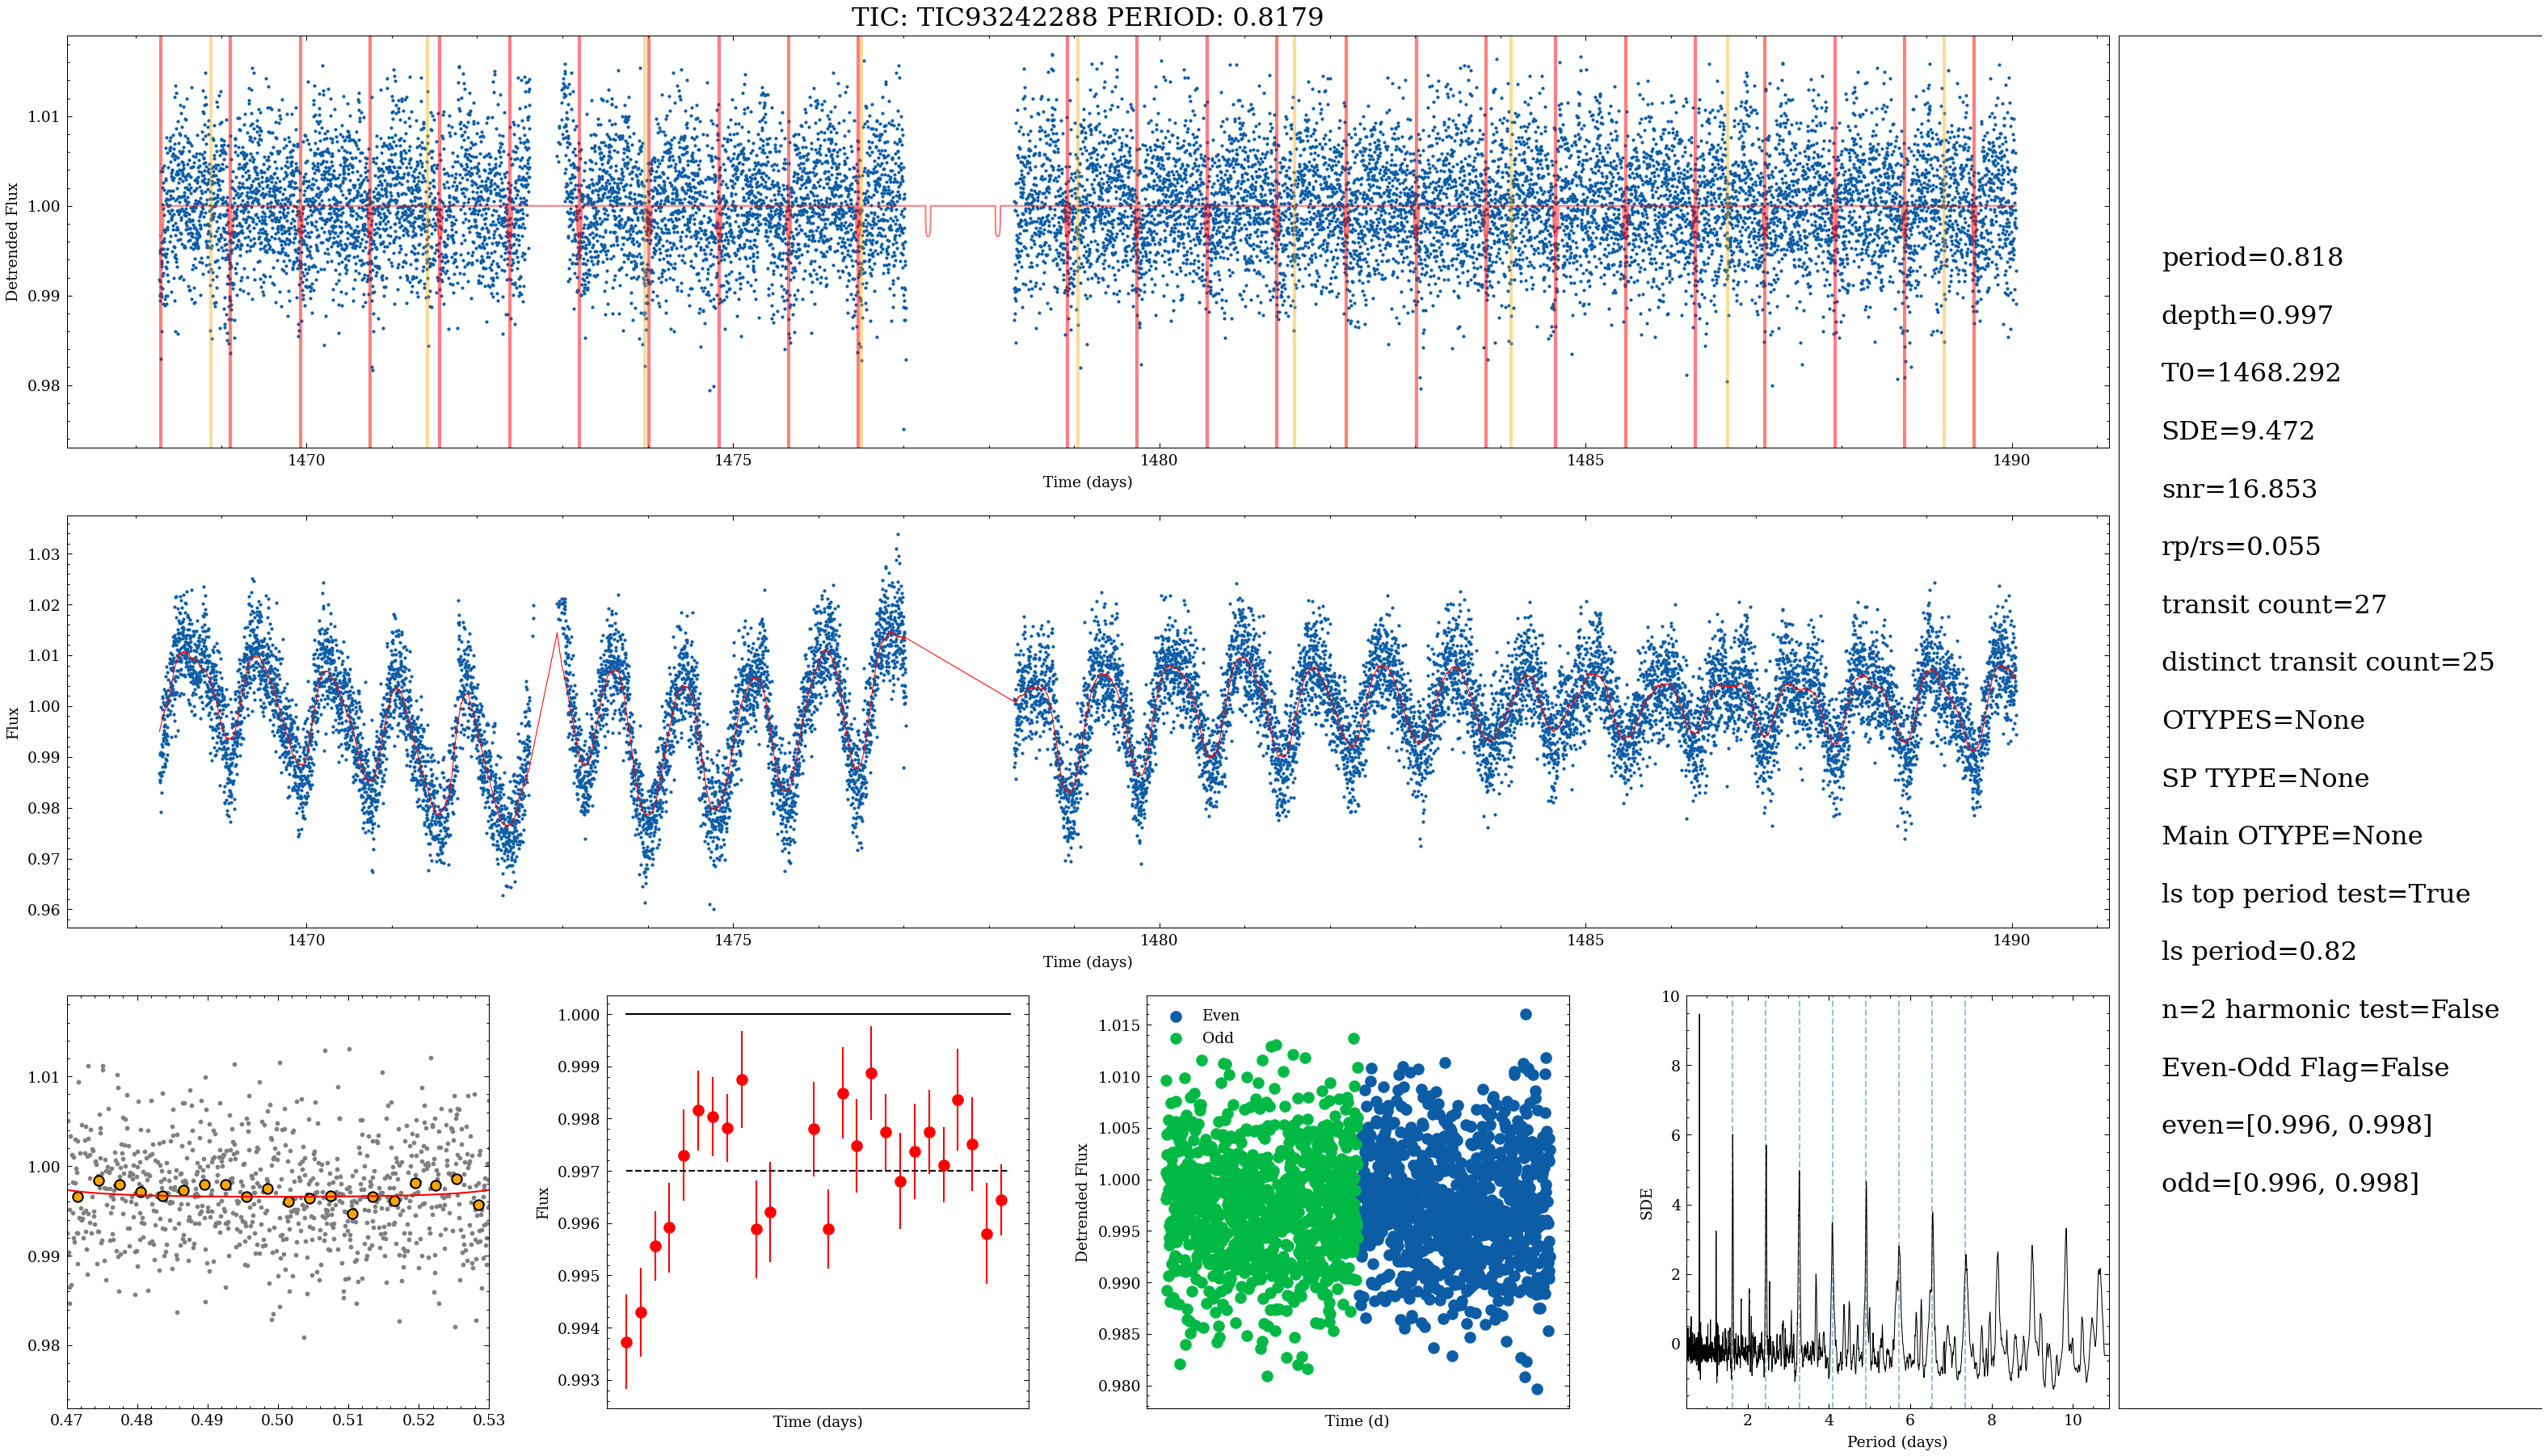 TIC: TIC93242288 PERIOD: 0.8179
Detrended Flux
1.01
1.00
0.99
0.98
1470
1475
1480
1485
1490
Time (days)
Flux
1.03
1.02
1.01
1.00
0.99
0.98
0.97
0.96
1470
1475
1480
1485
1490
Time (days)
1.01
1.00
0.99
0.98
0.47
0.48
0.49
0.50
0.51
0.52
0.53
Flux
1.000
0.999
0.998
0.997
0.996
0.995
0.994
0.993
Time (days)
Detrended Flux
Even
Odd
1.015
1.010
1.005
1.000
0.995
0.990
0.985
0.980
Time (d)
SDE
10
8
6
4
2
0
2
4
6
8
10
Period (days)
period=0.818
depth=0.997
T0=1468.292
SDE=9.472
snr=16.853
rp/rs=0.055
transit count=27
distinct transit count=25
OTYPES=None
SP TYPE=None
Main OTYPE=None
ls top period test=True
ls period=0.82
n=2 harmonic test=False
Even-Odd Flag=False
even=[0.996, 0.998]
odd=[0.996, 0.998]